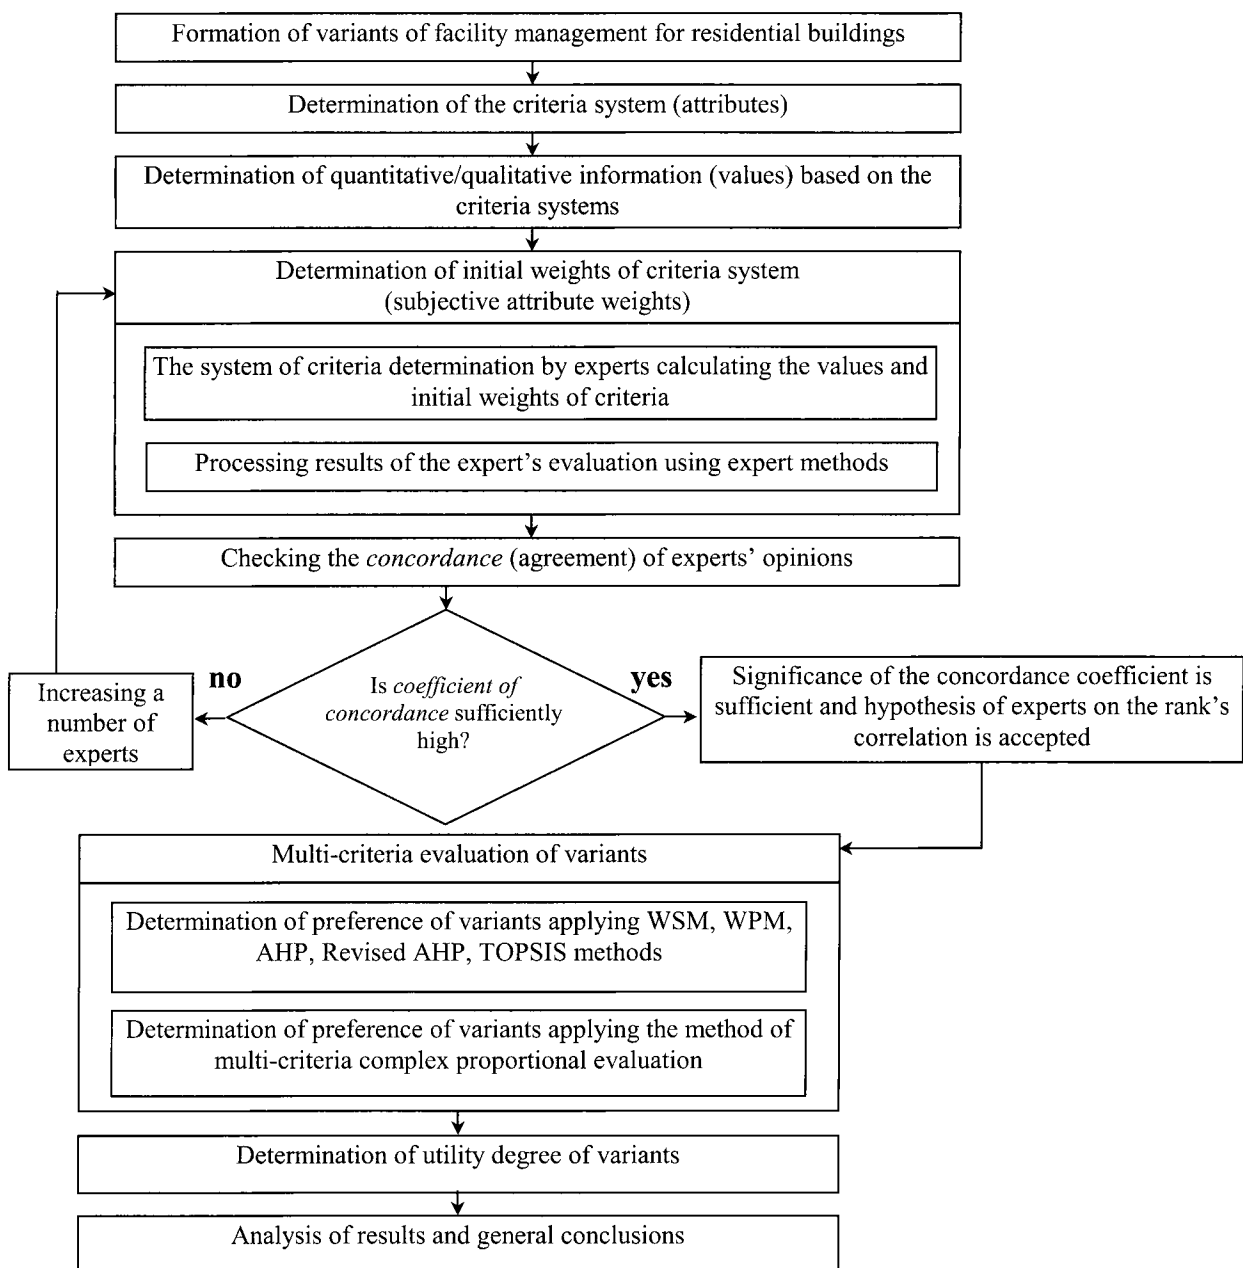 Formation of variants of facility management for residential buildings
Determination of the criteria system (attributes)
Determination of quantitative/qualitative information (values) based on the
criteria systems
Determination of initial weights of criteria system
(subjective attribute weights)
The system of criteria determination by experts calculating the values and
initial weights of criteria
Processing results of the expert’s evaluation using expert methods
Checking the concordance (agreement) of experts’ opinions
no
Increasing a
number of
experts
Is coefficient of
concordance sufficiently
high?
yes
Significance of the concordance coefficient is
sufficient and hypothesis of experts on the rank’s
correlation is accepted
Multi-criteria evaluation of variants
Determination of preference of variants applying WSM, WPM,
AHP, Revised AHP, TOPSIS methods
Determination of preference of variants applying the method of
multi-criteria complex proportional evaluation
Determination of utility degree of variants
Analysis of results and general conclusions